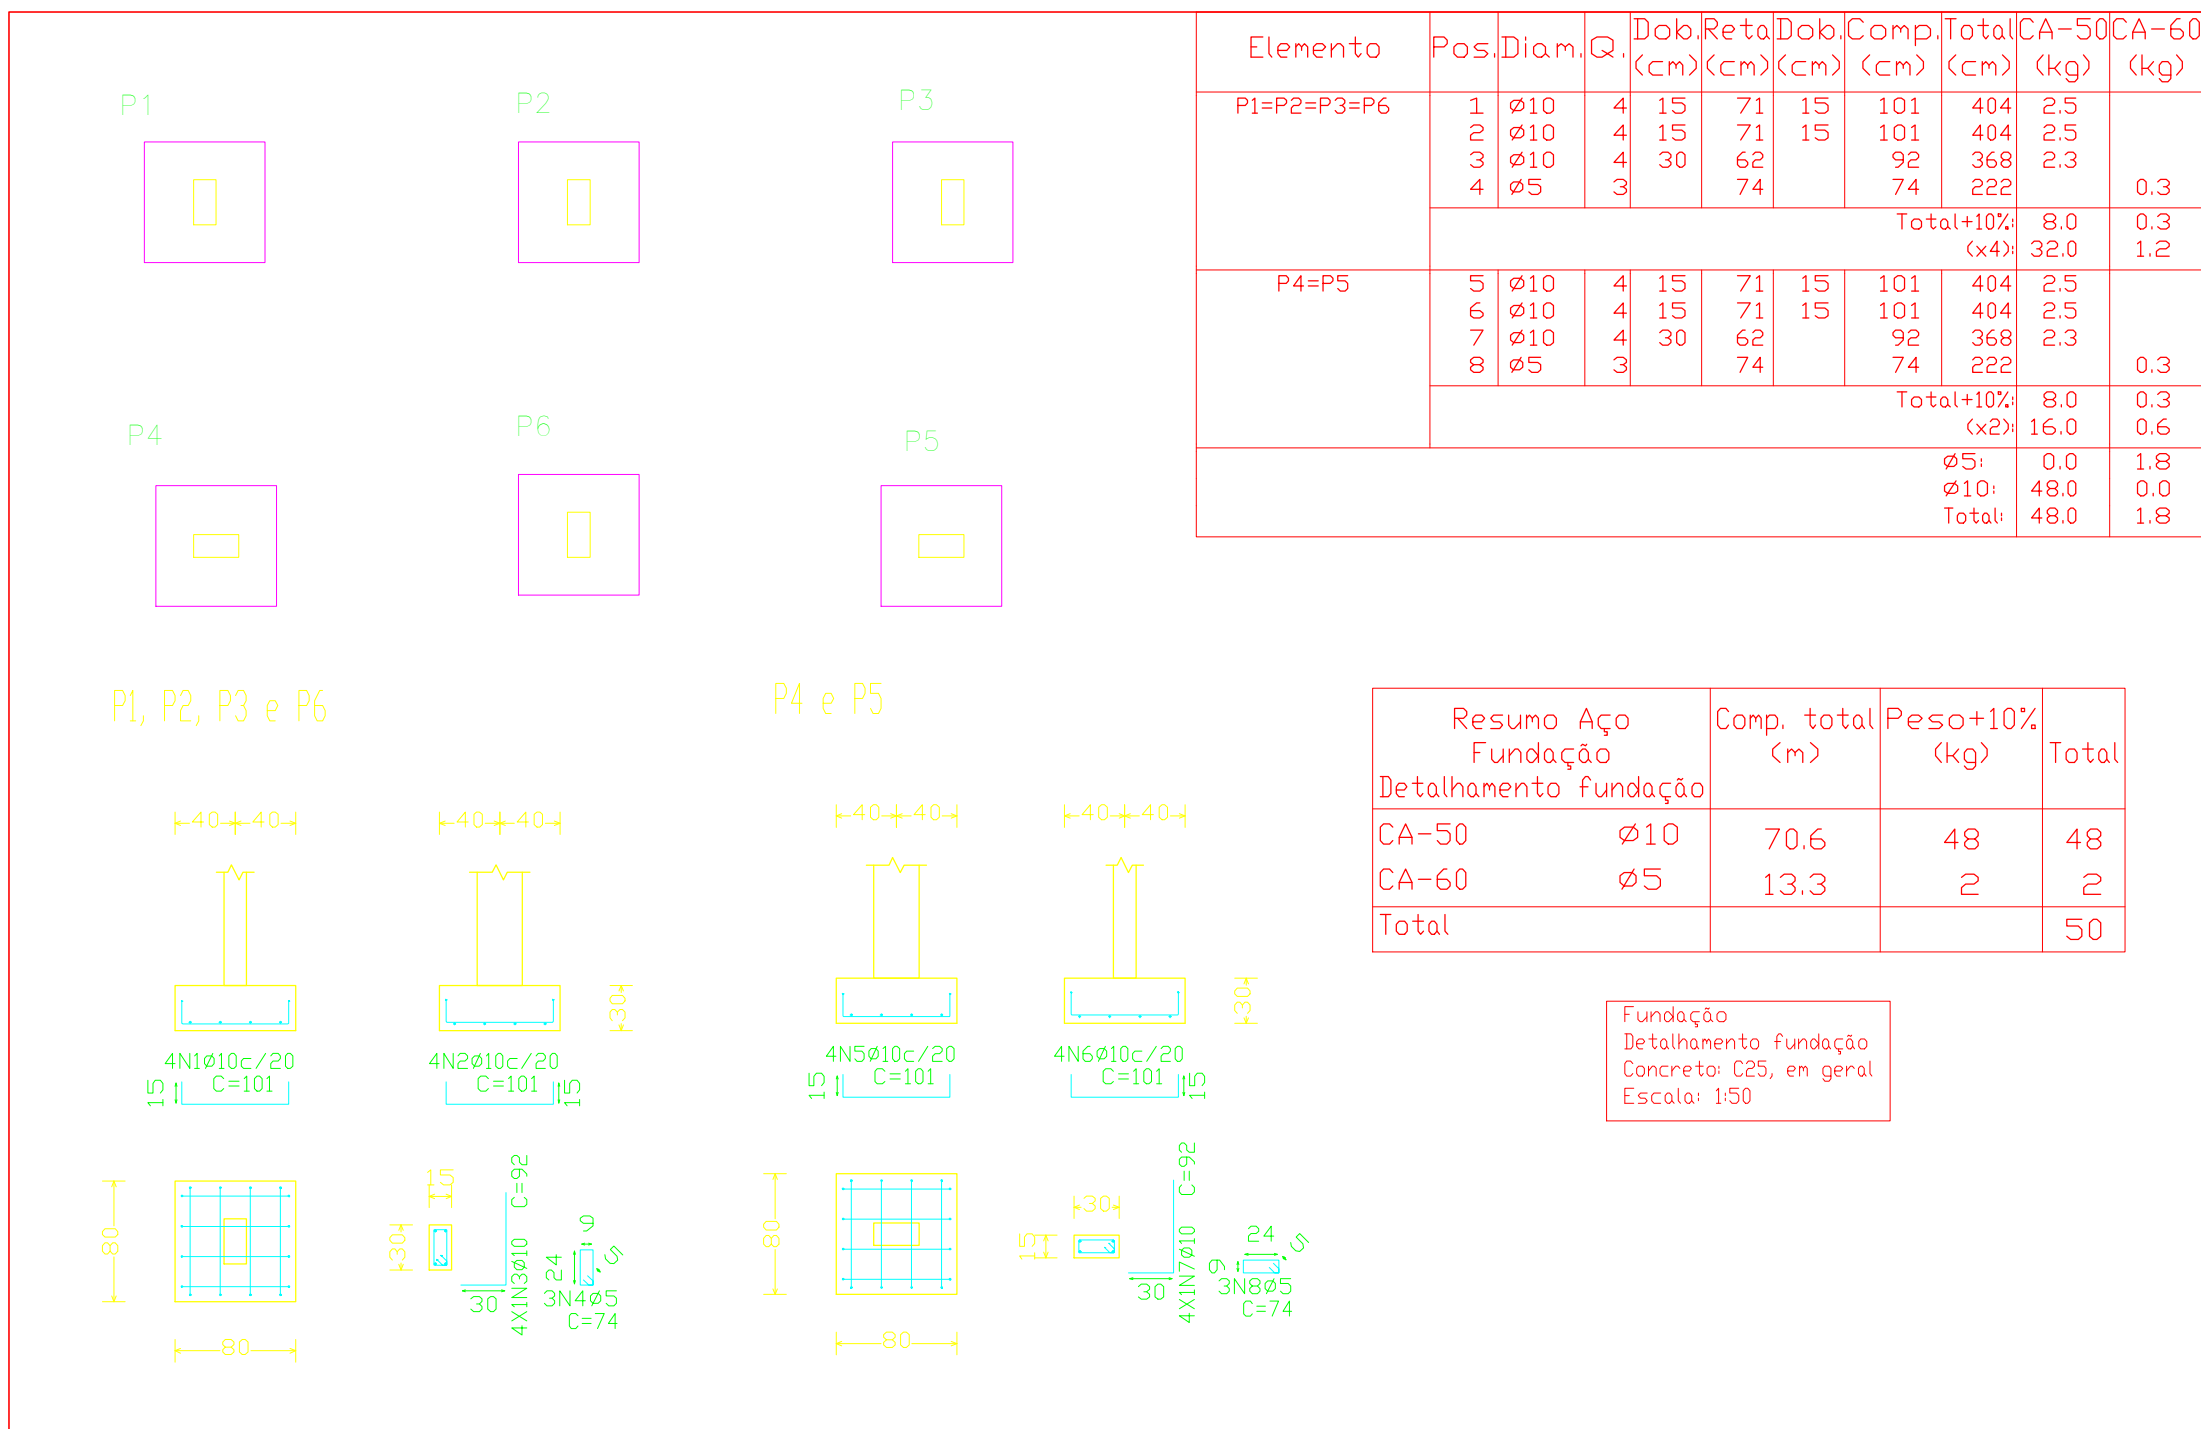 P1
P2
P3
P4
P6
P5
Elemento Pos. Diam. Q. Dob. (cm) Reta (cm) Dob. (cm) Comp. (cm) Total (cm) CA-50 (kg) CA-60 (kg)
P1=P2=P3=P6 1 Ø10 4 15 71 15 101 404 2.5
2 Ø10 4 15 71 15 101 404 2.5
3 Ø10 4 30 62 92 368 2.3
4 Ø5 3 74 74 222 0.3
Total+10%: 8.0 0.3
(x4): 32.0 1.2
P4=P5 5 Ø10 4 15 71 15 101 404 2.5
6 Ø10 4 15 71 15 101 404 2.5
7 Ø10 4 30 62 92 368 2.3
8 Ø5 3 74 74 222 0.3
Total+10%: 8.0 0.3
(x2): 16.0 0.6
Ø5: 0.0 1.8
Ø10: 48.0 0.0
Total: 48.0 1.8
P1, P2, P3 e P6
40 40
40 40
30
4N1Ø10c/20
C=101
15
4N2Ø10c/20
C=101
15
80
80
15
30
30
4X1N3Ø10 C=92
9
24
5
3N4Ø5
C=74
P4 e P5
40 40
40 40
30
4N5Ø10c/20
C=101
15
4N6Ø10c/20
C=101
15
80
80
30
15
30
4X1N7Ø10 C=92
24
9
5
3N8Ø5
C=74
Resumo Aço
Fundação
Detalhamento fundação
Comp. total
(m)
Peso+10%
(kg)
Total
CA-50 Ø10 70.6 48 48
CA-60 Ø5 13.3 2 2
Total 50
Fundação
Detalhamento fundação
Concreto: C25, em geral
Escala: 1:50